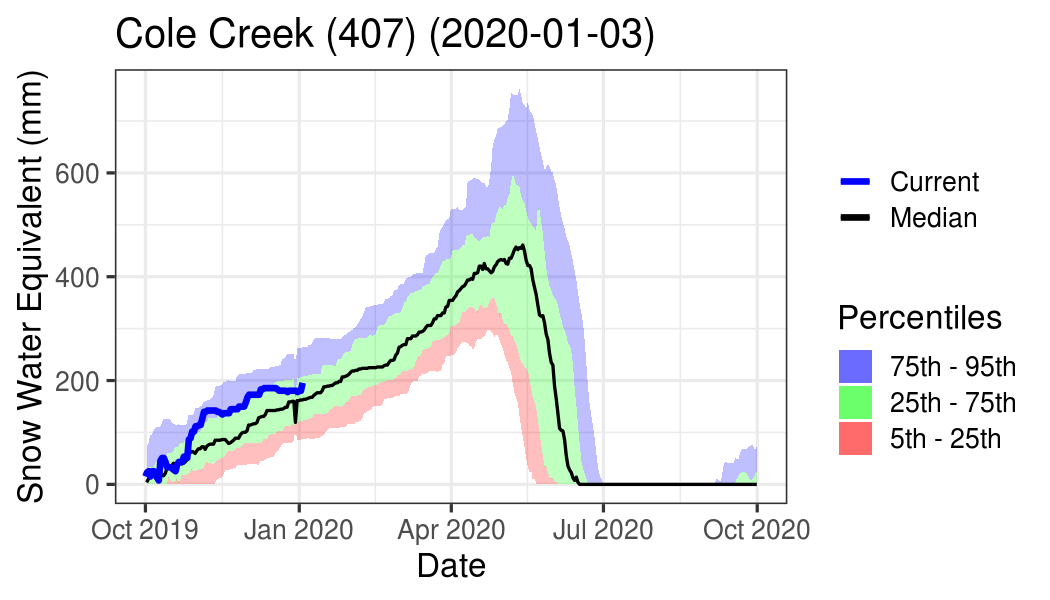 Cole Creek (407) (2020-01-03)
Snow Water Equivalent (mm)
600
400
200
0
Oct 2019
Jan 2020
Apr 2020
Jul 2020
Oct 2020
Date
Current
Median
Percentiles
75th - 95th
25th - 75th
5th - 25th